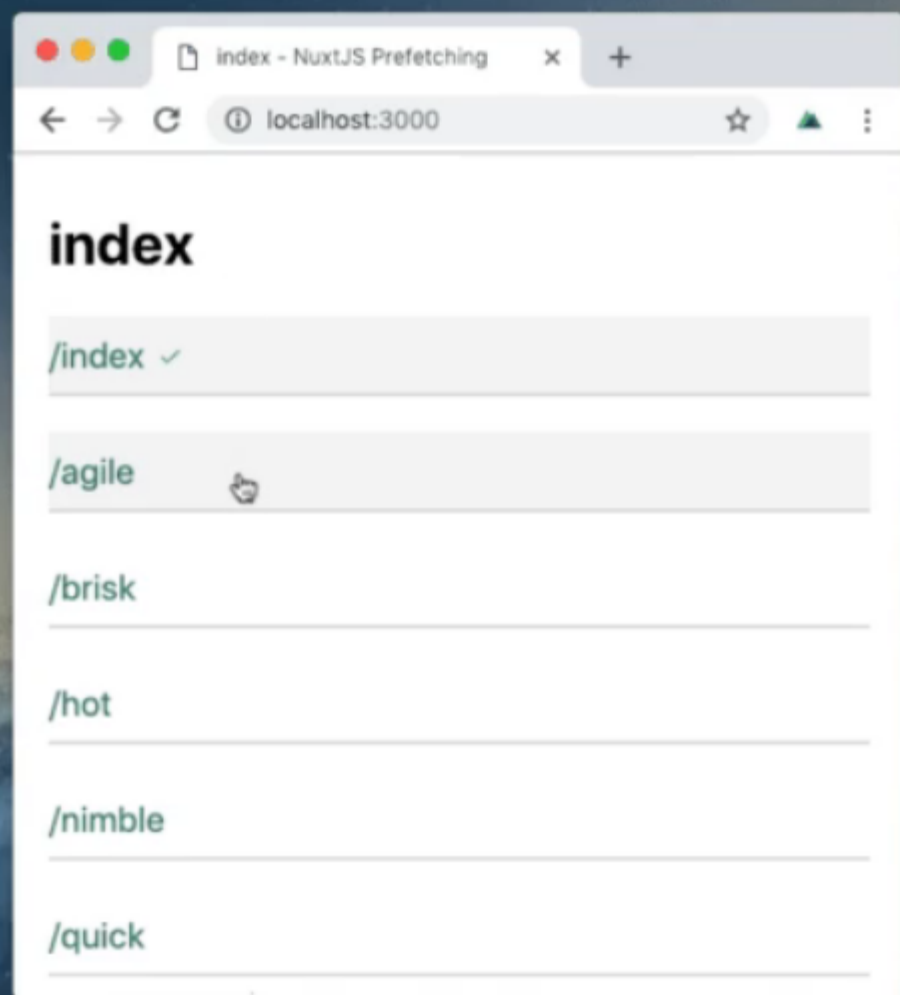 index - NuxtJS Prefetching
localhost:3000
index
/index ✓
/agile
/brisk
/hot
/nimble
/quick